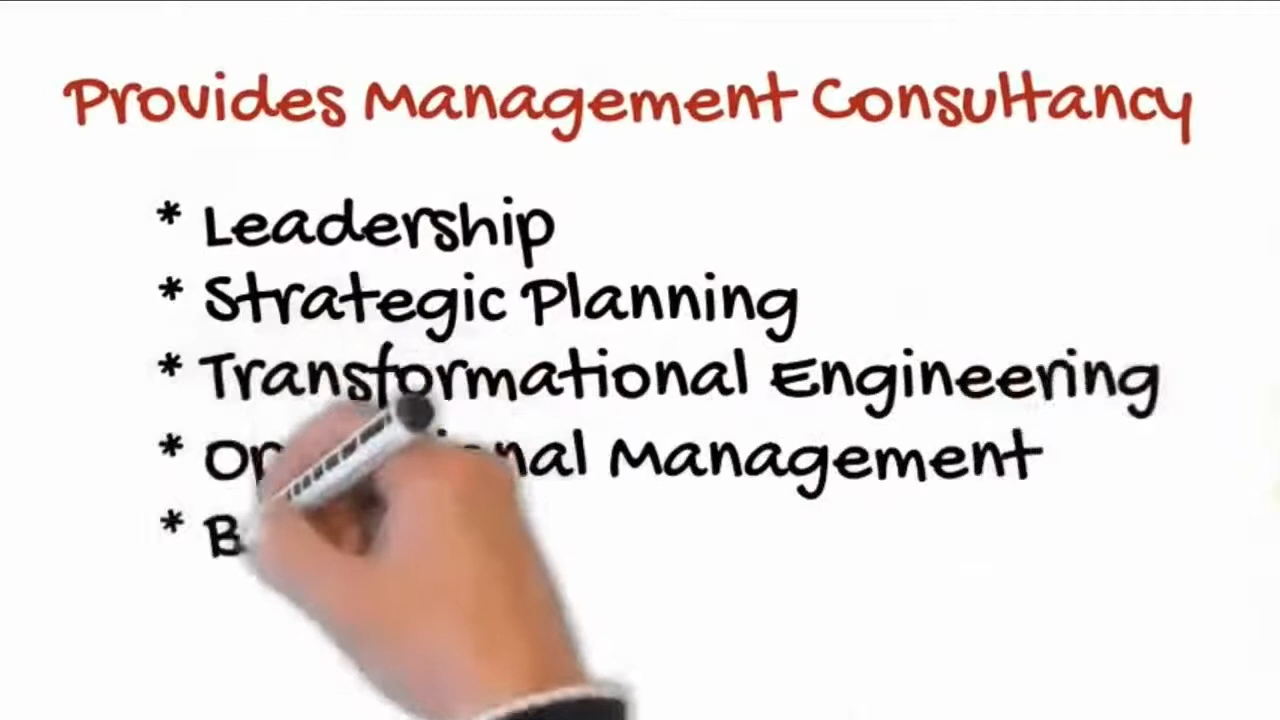 Provides Management Consultancy
* Leadership
* Strategic Planning
* Transformational Engineering
* Management
* B